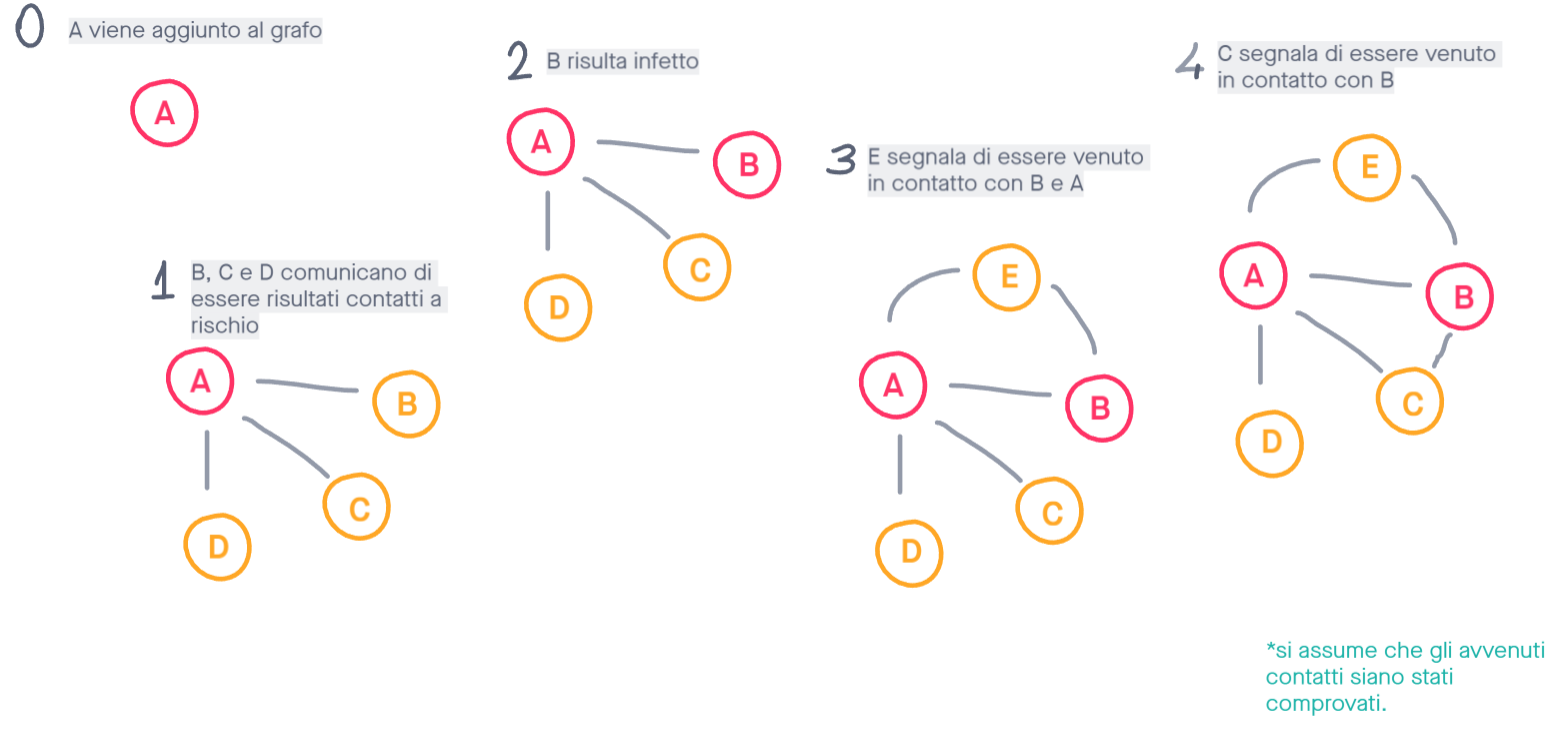 0
A viene aggiunto al grafo
A
1
B, C e D comunicano di
essere risultati contatti a
rischio
A
B
C
D
2
B risulta infetto
A
B
C
D
3
E segnala di essere venuto
in contatto con B e A
E
A
B
C
D
4
C segnala di essere venuto
in contatto con B
E
A
B
C
D
*si assume che gli avvenuti
contatti siano stati
comprovati.